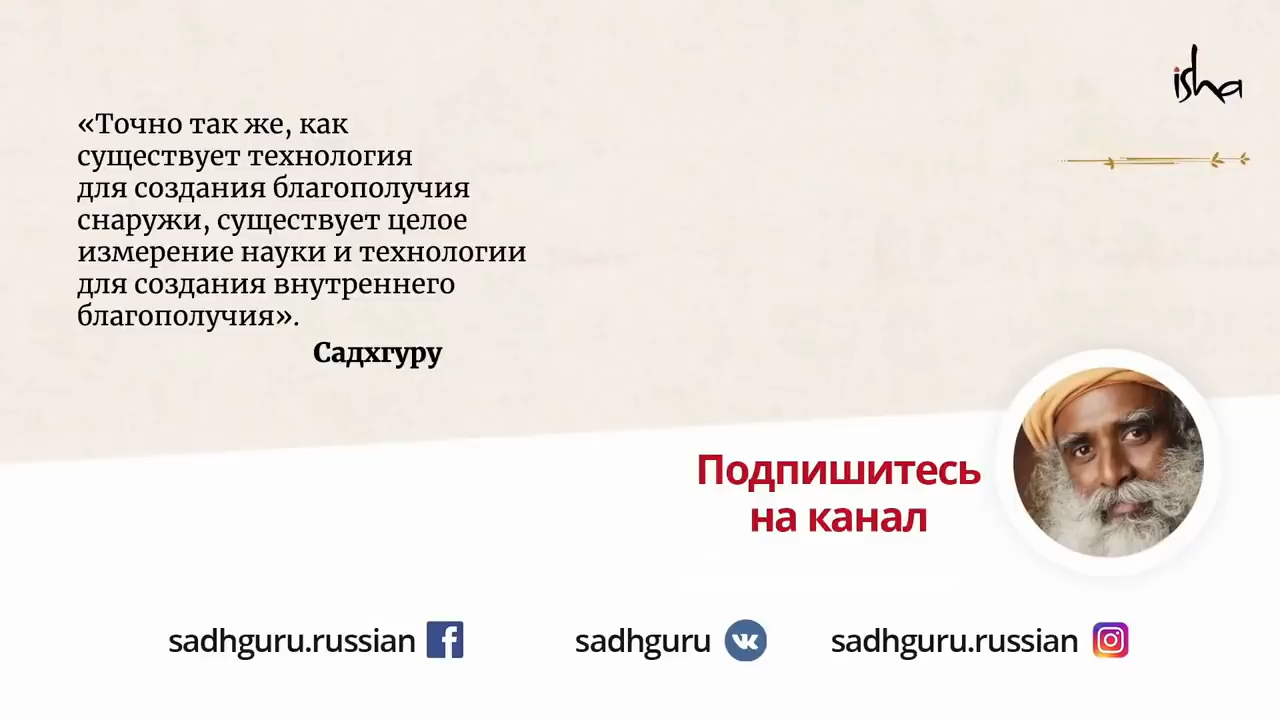 isha
«Точно так же, как
существует технология
для создания благополучия
снаружи, существует целое
измерение науки и технологии
для создания внутреннего
благополучия».
Садхгуру
Подпишитесь
на канал
sadhguru.russian
sadhguru
sadhguru.russian